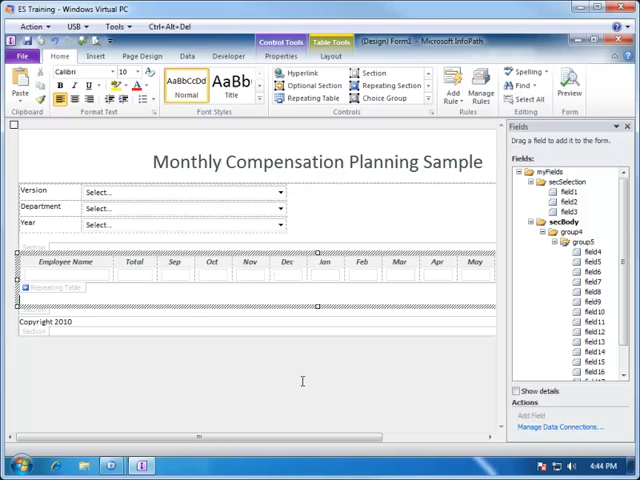 ES Training - Windows Virtual PC
Action USB Tools Ctrl+Alt+Del
Control Tools Table Tools (Design) Form1 - Microsoft InfoPath
File Home Insert Page Design Data Developer Properties Layout
Paste
Calibri 10
B I U
AaBbCcDd AaBb
Normal Title
Hyperlink Section
Optional Section Repeating Section
Repeating Table Choice Group
Add Rule Manage Rules
Spelling
Find
Select All
Preview
Clipboard Format Text Font Styles Controls Rules Editing Form
Monthly Compensation Planning Sample
Version Select...
Department Select...
Year Select...
Section
Employee Name Total Sep Oct Nov Dec Jan Feb Mar Apr May
Repeating Table
Section
Copyright 2010
Section
Fields
Drag a field to add it to the form.
Fields:
myFields
secSelection
field1
field2
field3
secBody
group4
group5
field4
field5
field6
field7
field8
field9
field10
field11
field12
field13
field14
field15
field16
Show details
Actions
Add Field
Manage Data Connections...
4:44 PM